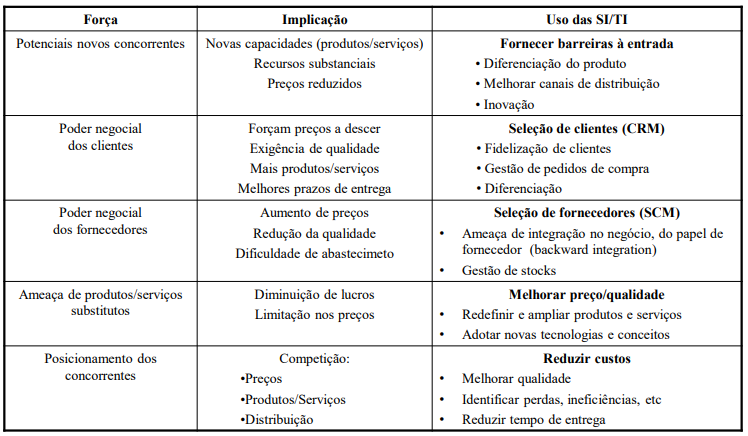 Força
Implicação
Uso das SI/TI
Potenciais novos concorrentes
Novas capacidades (produtos/serviços)
Recursos substanciais
Preços reduzidos
Fornecer barreiras à entrada
• Diferenciação do produto
• Melhorar canais de distribuição
• Inovação
Poder negocial
dos clientes
Forçam preços a descer
Exigência de qualidade
Mais produtos/serviços
Melhores prazos de entrega
Seleção de clientes (CRM)
• Fidelização de clientes
• Gestão de pedidos de compra
• Diferenciação
Poder negocial
dos fornecedores
Aumento de preços
Redução da qualidade
Dificuldade de abastecimeto
Seleção de fornecedores (SCM)
• Ameaça de integração no negócio, do papel de
fornecedor (backward integration)
• Gestão de stocks
Ameaça de produtos/serviços
substitutos
Diminuição de lucros
Limitação nos preços
Melhorar preço/qualidade
• Redefinir e ampliar produtos e serviços
• Adotar novas tecnologias e conceitos
Posicionamento dos
concorrentes
Competição:
•Preços
•Produtos/Serviços
•Distribuição
Reduzir custos
• Melhorar qualidade
• Identificar perdas, ineficiências, etc
• Reduzir tempo de entrega